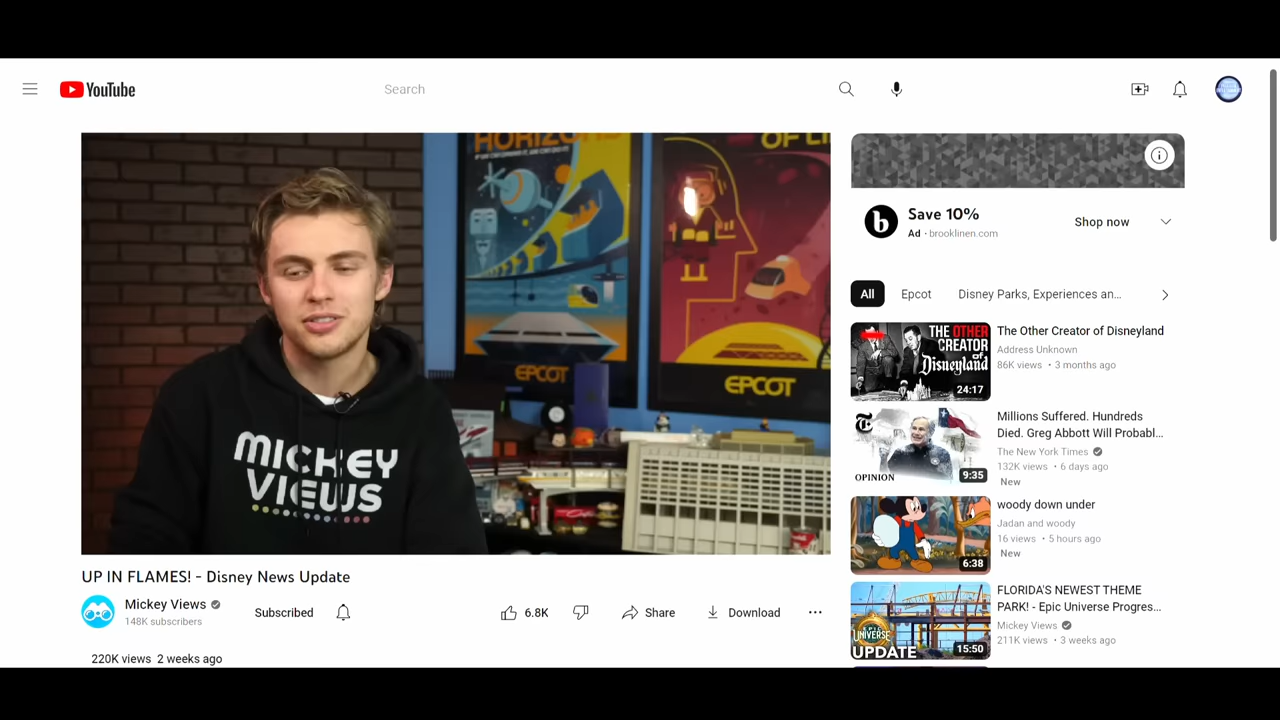 YouTube
Search
HORIZONS
OF LI
EPCOT
EPCOT
MICKEY
VIEWS
UP IN FLAMES! - Disney News Update
Mickey Views
148K subscribers
Subscribed
6.8K
Share
Download
220K views 2 weeks ago
b
Save 10%
Ad · brooklinen.com
Shop now
All
Epcot
Disney Parks, Experiences an...
THE OTHER
CREATOR
of
Disneyland
24:17
The Other Creator of Disneyland
Address Unknown
86K views • 3 months ago
OPINION
9:35
Millions Suffered. Hundreds
Died. Greg Abbott Will Probabl...
The New York Times
132K views • 6 days ago
New
6:38
woody down under
Jadan and woody
16 views • 5 hours ago
New
EPIC
UNIVERSE
UPDATE
15:50
FLORIDA'S NEWEST THEME
PARK! - Epic Universe Progres...
Mickey Views
211K views • 3 weeks ago